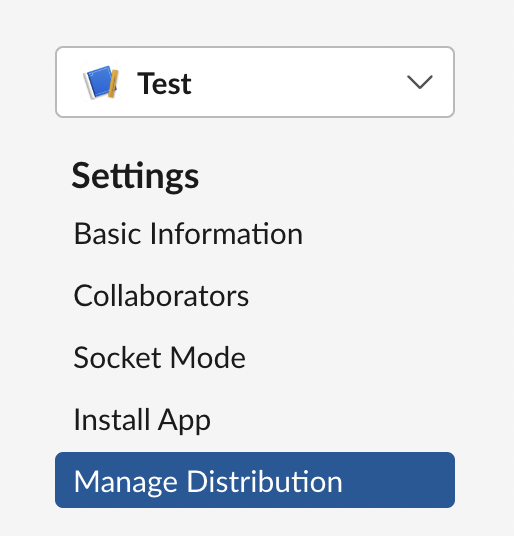 Test
Settings
Basic Information
Collaborators
Socket Mode
Install App
Manage Distribution